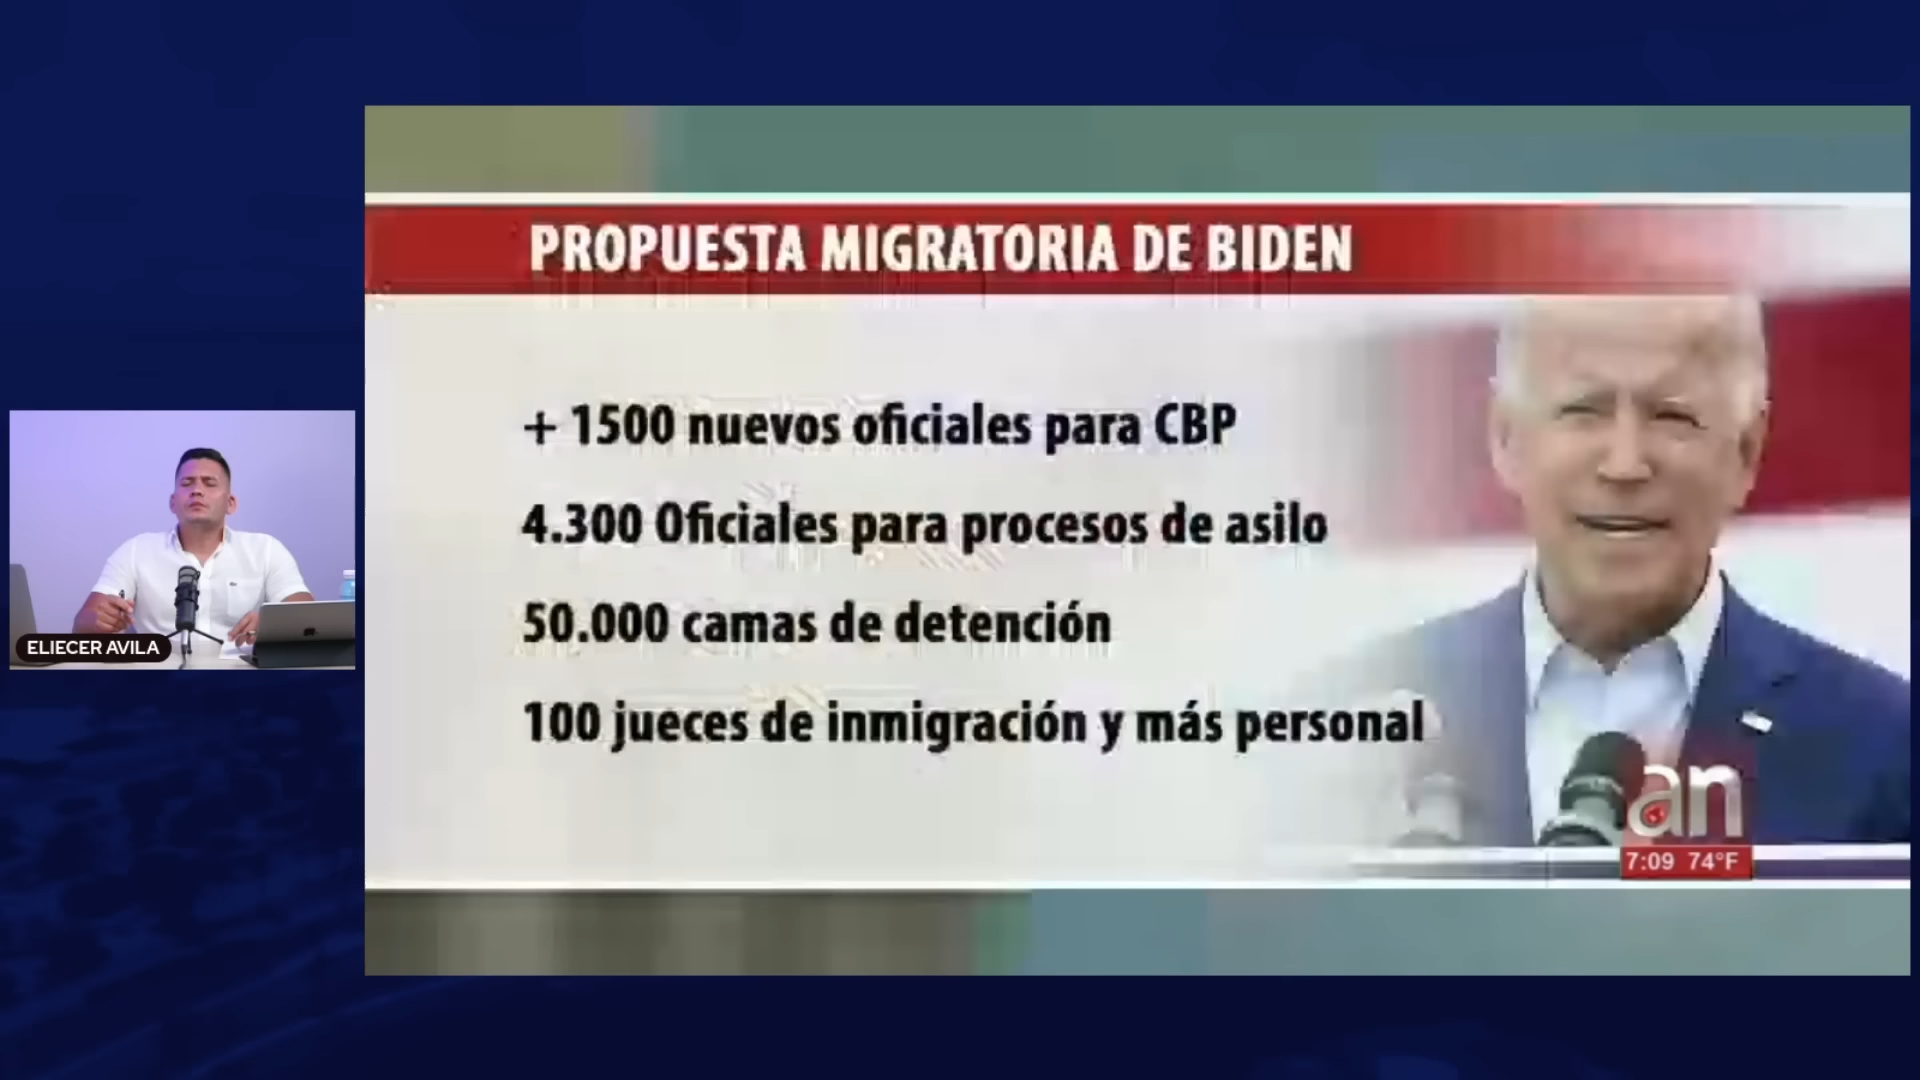 PROPUESTA MIGRATORIA DE BIDEN
+ 1500 nuevos oficiales para CBP
4.300 Oficiales para procesos de asilo
50.000 camas de detención
100 jueces de inmigración y más personal
an
7:09 74°F
ELIECER AVILA